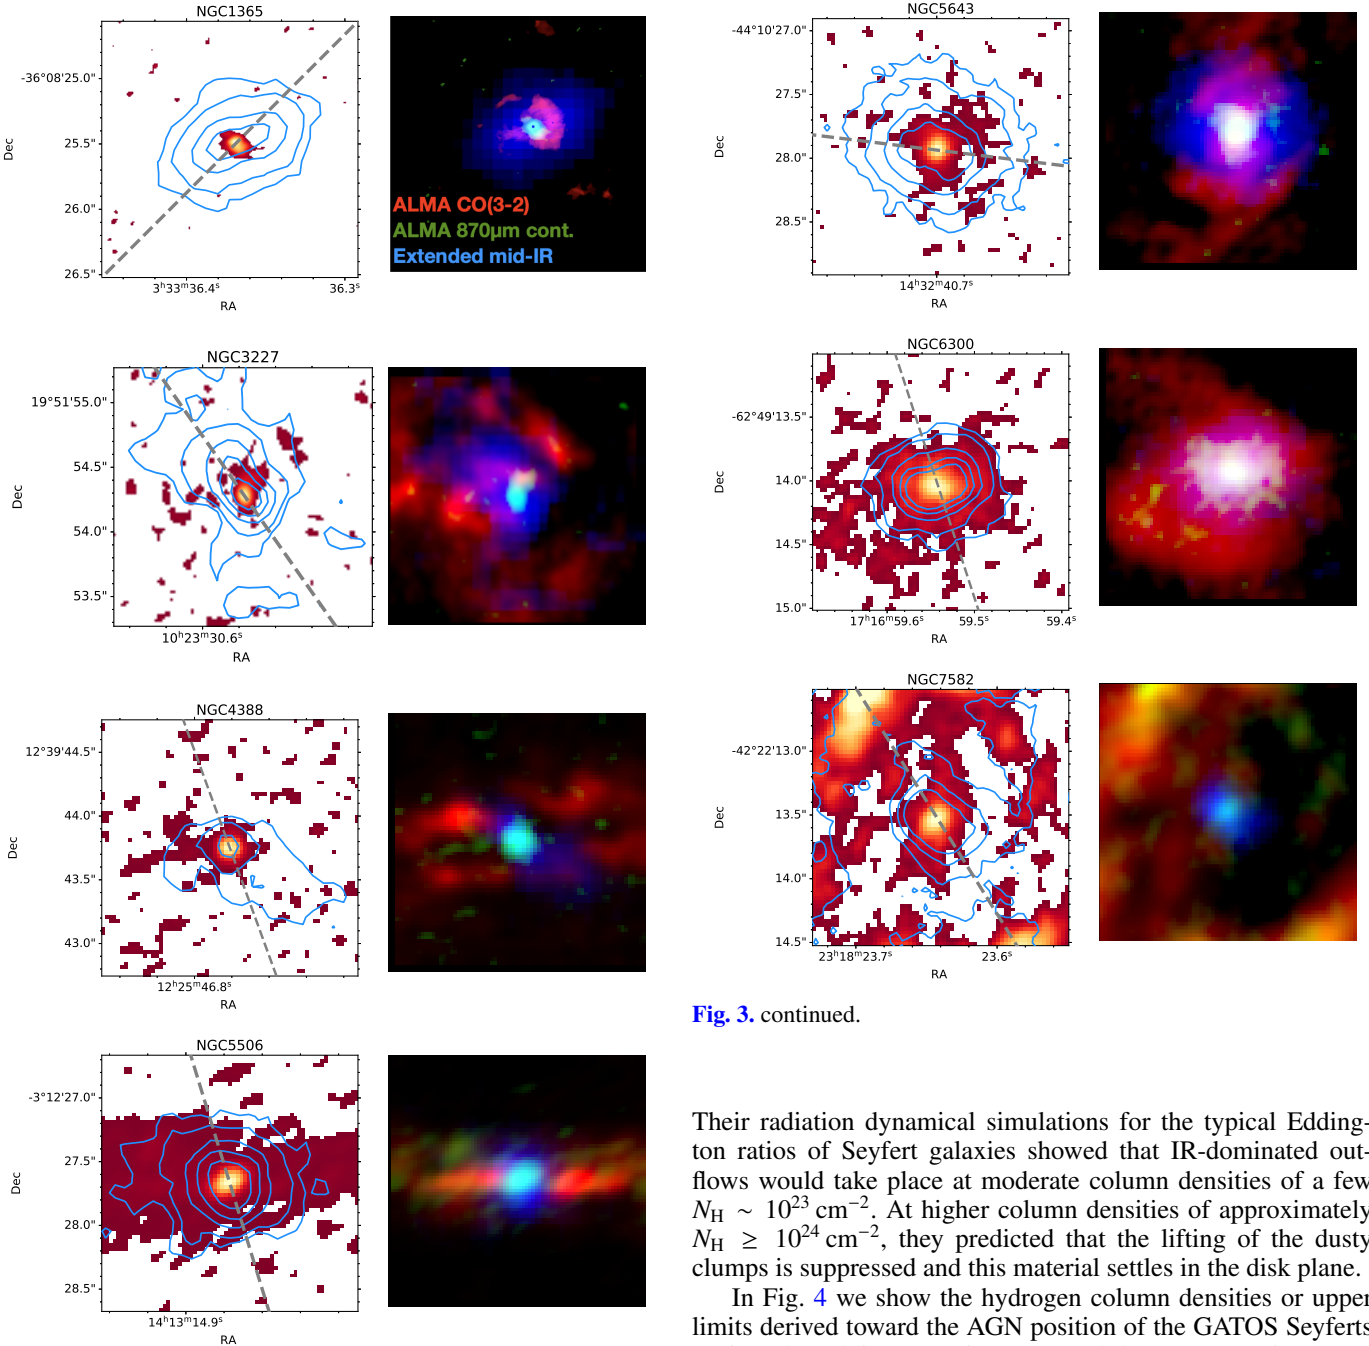 NGC1365
Dec
-36°08'25.0"
25.5"
26.0"
26.5"
3ʰ33ᵐ36.4ˢ
36.3ˢ
RA
ALMA CO(3-2)
ALMA 870μm cont.
Extended mid-IR
NGC3227
Dec
19°51'55.0"
54.5"
54.0"
53.5"
10ʰ23ᵐ30.6ˢ
RA
NGC4388
Dec
12°39'44.5"
44.0"
43.5"
43.0"
12ʰ25ᵐ46.8ˢ
RA
NGC5506
Dec
-3°12'27.0"
27.5"
28.0"
28.5"
14ʰ13ᵐ14.9ˢ
RA
NGC5643
Dec
-44°10'27.0"
27.5"
28.0"
28.5"
14ʰ32ᵐ40.7ˢ
RA
NGC6300
Dec
-62°49'13.5"
14.0"
14.5"
15.0"
17ʰ16ᵐ59.6ˢ
59.5ˢ
59.4ˢ
RA
NGC7582
Dec
-42°22'13.0"
13.5"
14.0"
14.5"
23ʰ18ᵐ23.7ˢ
23.6ˢ
RA
Fig. 3. continued.
Their radiation dynamical simulations for the typical Edding-
ton ratios of Seyfert galaxies showed that IR-dominated out-
flows would take place at moderate column densities of a few
N_H ∼ 10²³ cm⁻². At higher column densities of approximately
N_H ≥ 10²⁴ cm⁻², they predicted that the lifting of the dusty
clumps is suppressed and this material settles in the disk plane.
In Fig. 4 we show the hydrogen column densities or upper
limits derived toward the AGN position of the GATOS Seyferts